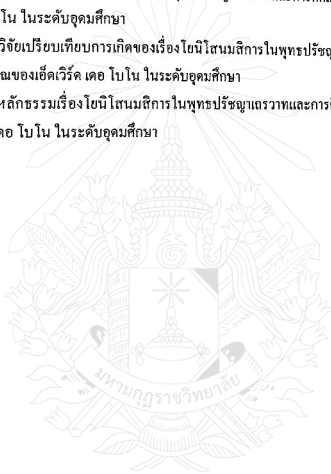 โบโน ในระดับอุดมศึกษา
วิจัยเปรียบเทียบการเกิดของเรื่องโยนิโสมนสิการในพุทธปรัชญ
ณของเอ็ดเวิร์ด เดอ โบโน ในระดับอุดมศึกษา
หลักธรรมเรื่องโยนิโสมนสิการในพุทธปรัชญาเถรวาทและการ
ดอ โบโน ในระดับอุดมศึกษา
มหามกุฏราชวิทยาลัย